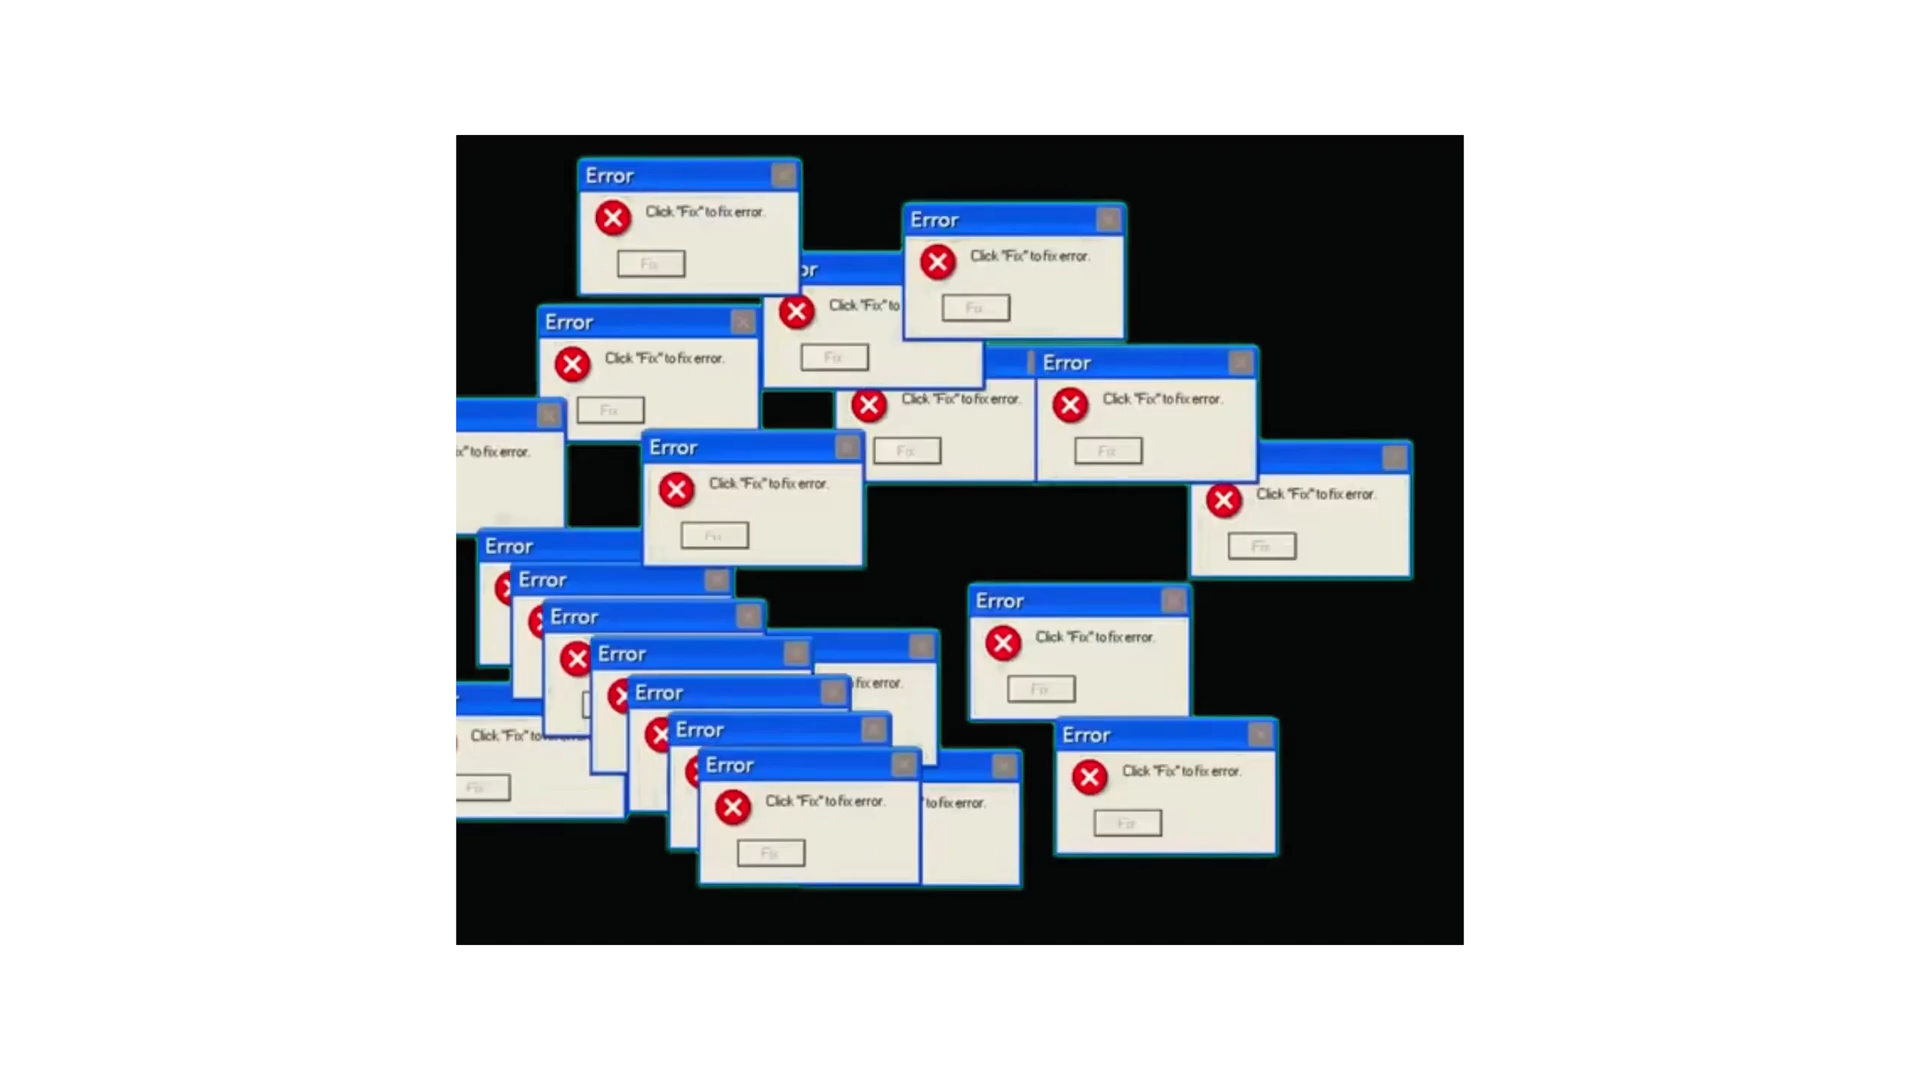 Error
Click "Fix" to fix error.
Fix
Error
Click "Fix" to fix error.
Fix
or
Click "Fix" to
Fix
Error
Click "Fix" to fix error.
Fix
Click "Fix" to fix error.
Fix
Error
Click "Fix" to fix error.
Fix
ix" to fix error.
Error
Click "Fix" to fix error.
Fix
Click "Fix" to fix error.
Fix
Error
Error
Error
Error
fix error.
Error
Click "Fix" to
Fix
Error
Error
Click "Fix" to fix error.
Fix
to fix error.
Error
Click "Fix" to fix error.
Fix
Error
Click "Fix" to fix error.
Fix